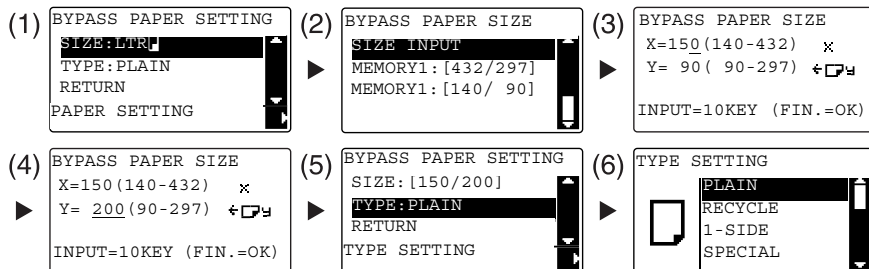 (1)
BYPASS PAPER SETTING
SIZE:LTR
TYPE:PLAIN
RETURN
PAPER SETTING
(2)
BYPASS PAPER SIZE
SIZE INPUT
MEMORY1:[432/297]
MEMORY1:[140/ 90]
(3)
BYPASS PAPER SIZE
X=150(140-432) x
Y= 90( 90-297) y
INPUT=10KEY (FIN.=OK)
(4)
BYPASS PAPER SIZE
X=150(140-432) x
Y= 200(90-297) y
INPUT=10KEY (FIN.=OK)
(5)
BYPASS PAPER SETTING
SIZE:[150/200]
TYPE:PLAIN
RETURN
TYPE SETTING
(6)
TYPE SETTING
PLAIN
RECYCLE
1-SIDE
SPECIAL